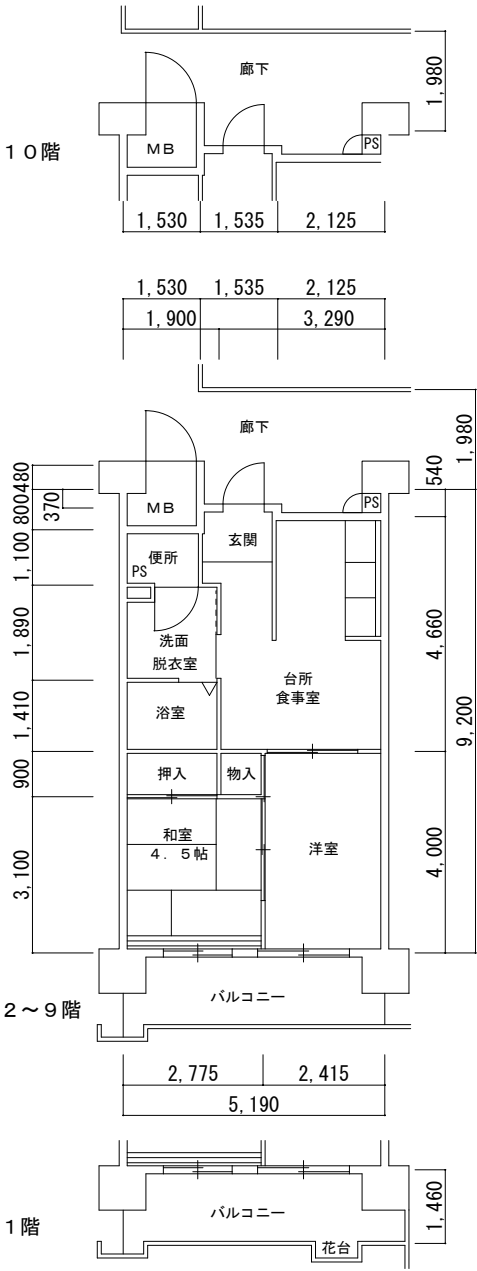 廊下
1,980
10階
MB
PS
1,530 1,535 2,125
1,530 1,535 2,125
1,900 3,290
廊下
1,980
540
480
800
370
MB
PS
玄関
1,100
便所
PS
1,890
洗面
脱衣室
4,660
台所
食事室
9,200
1,410
浴室
900
押入
物入
和室
4.5帖
洋室
3,100
4,000
2～9階
バルコニー
2,775 2,415
5,190
1階
バルコニー
1,460
花台